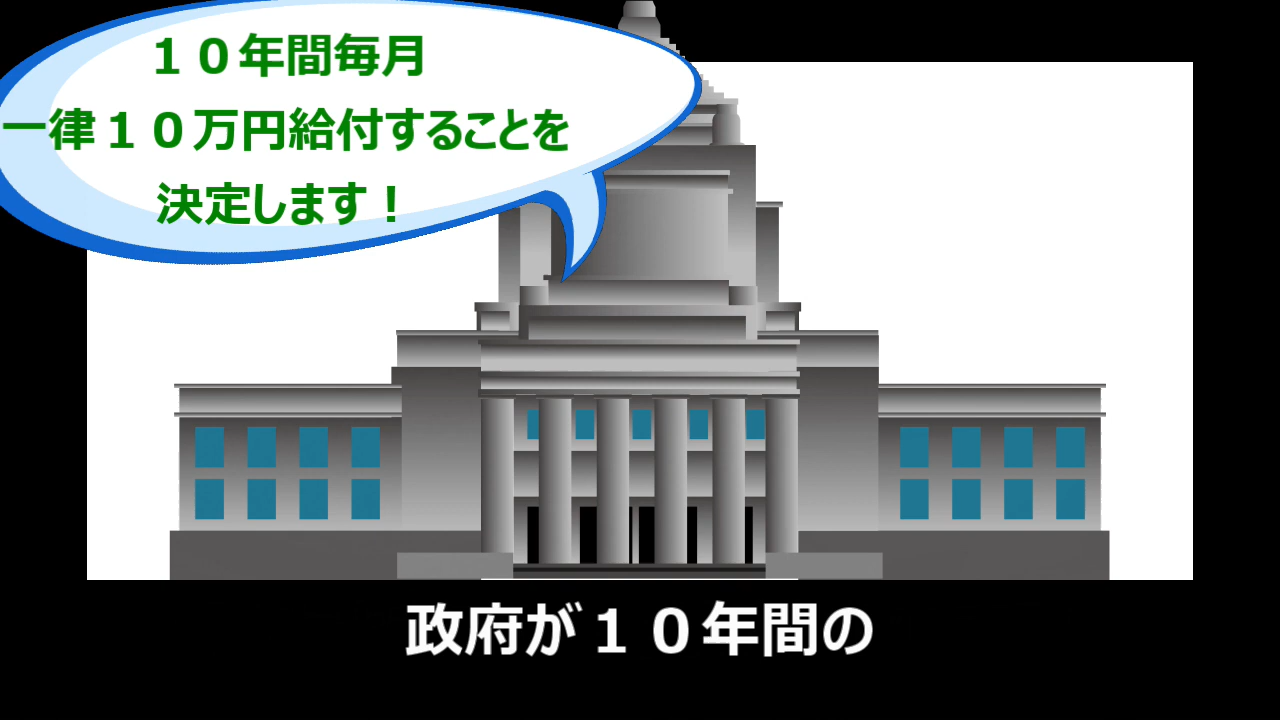 １０年間毎月
一律１０万円給付することを
決定します！
政府が１０年間の